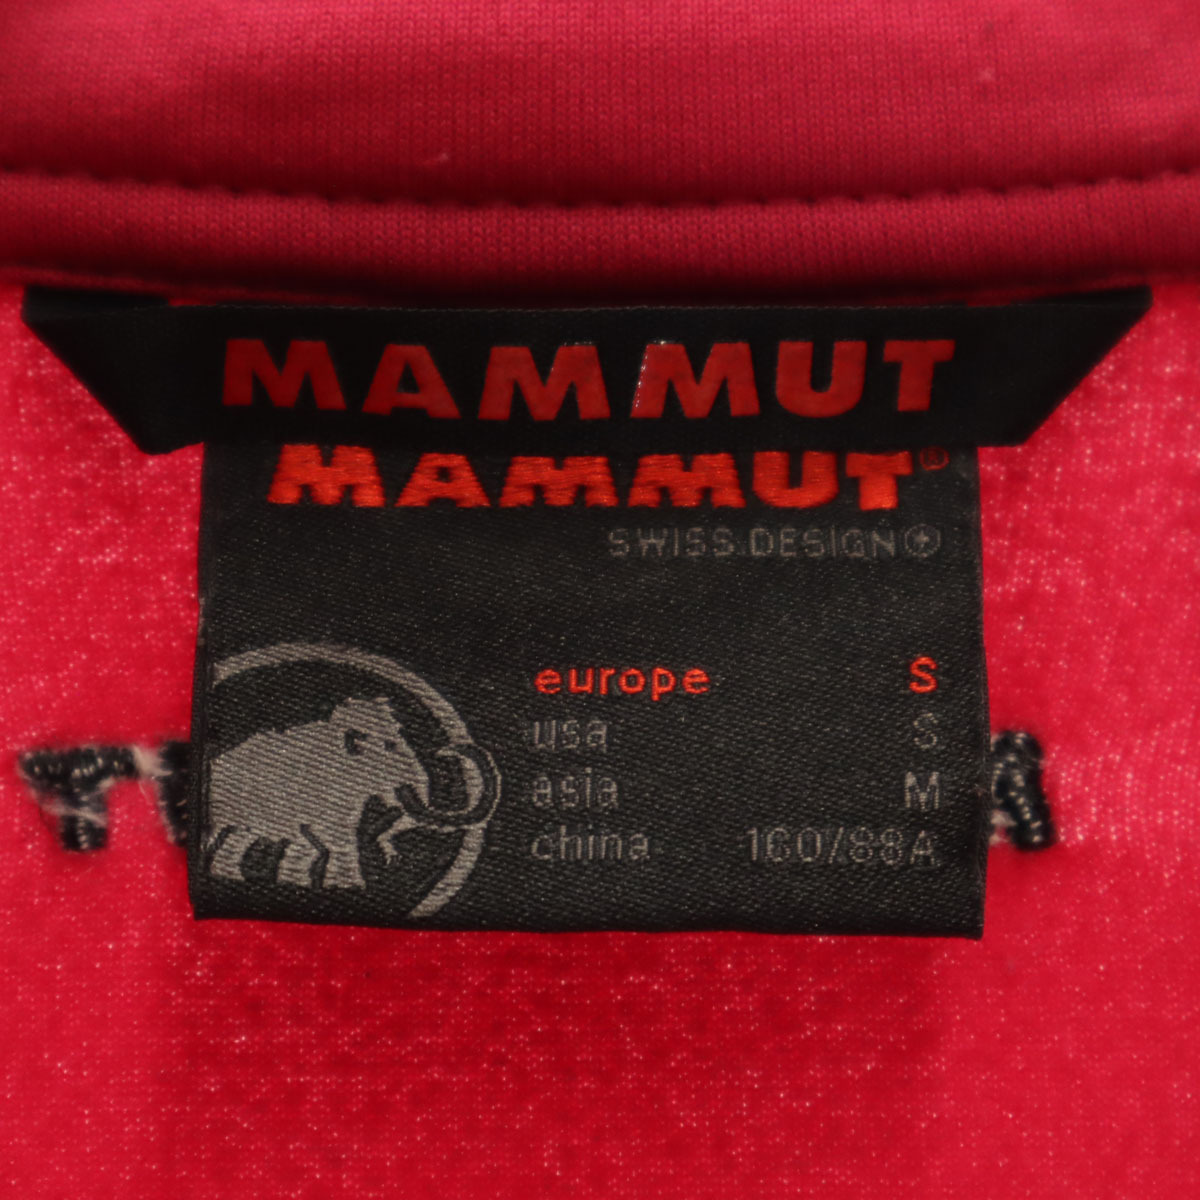 MAMMUT
MAMMUT®
SWISS DESIGN
europe S
usa S
asia M
china 160/88A